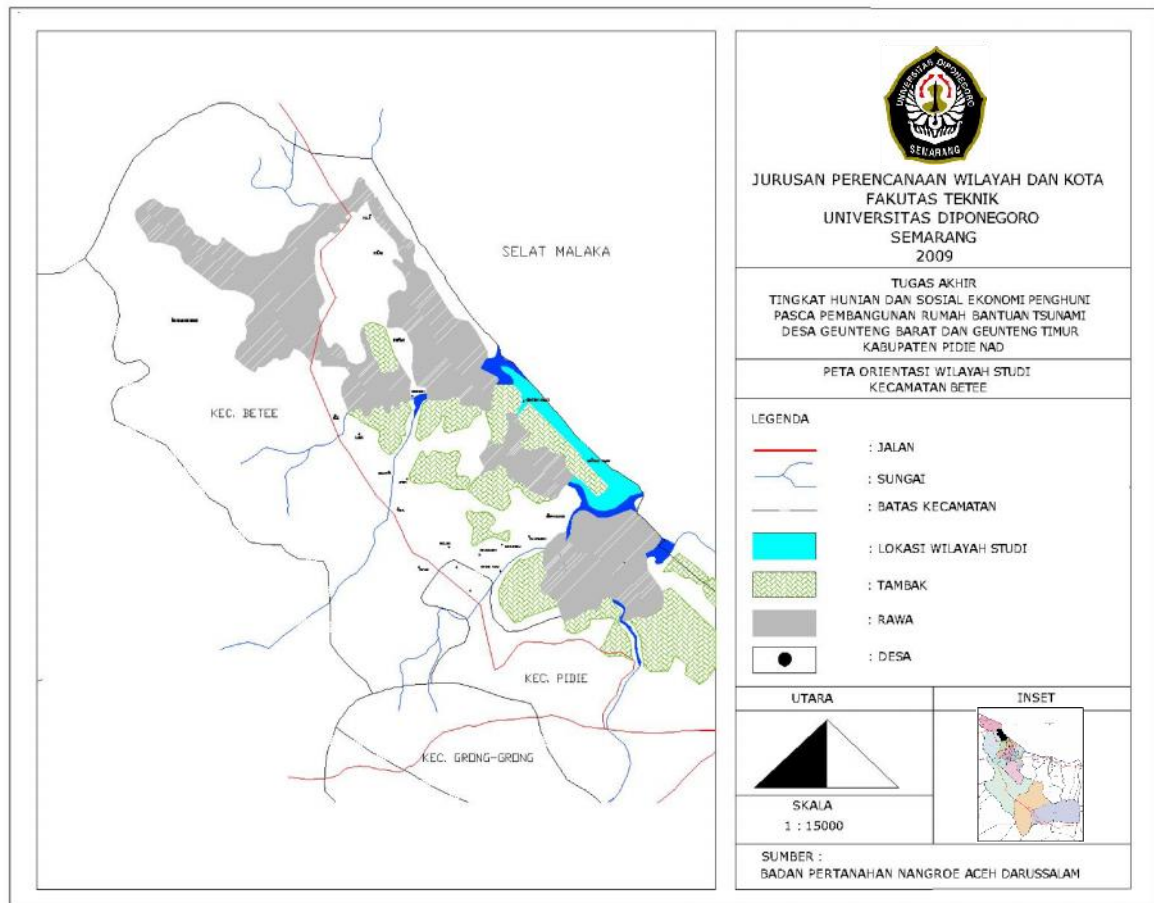 SELAT MALAKA
KEC. BETEE
KEC. PIDIE
KEC. GRONG-GRONG
UNIVERSITAS DIPONEGORO
SEMARANG
JURUSAN PERENCANAAN WILAYAH DAN KOTA
FAKUTAS TEKNIK
UNIVERSITAS DIPONEGORO
SEMARANG
2009
TUGAS AKHIR
TINGKAT HUNIAN DAN SOSIAL EKONOMI PENGHUNI
PASCA PEMBANGUNAN RUMAH BANTUAN TSUNAMI
DESA GEUNTENG BARAT DAN GEUNTENG TIMUR
KABUPATEN PIDIE NAD
PETA ORIENTASI WILAYAH STUDI
KECAMATAN BETEE
LEGENDA
: JALAN
: SUNGAI
: BATAS KECAMATAN
: LOKASI WILAYAH STUDI
: TAMBAK
: RAWA
: DESA
UTARA
INSET
SKALA
1 : 15000
SUMBER :
BADAN PERTANAHAN NANGROE ACEH DARUSSALAM